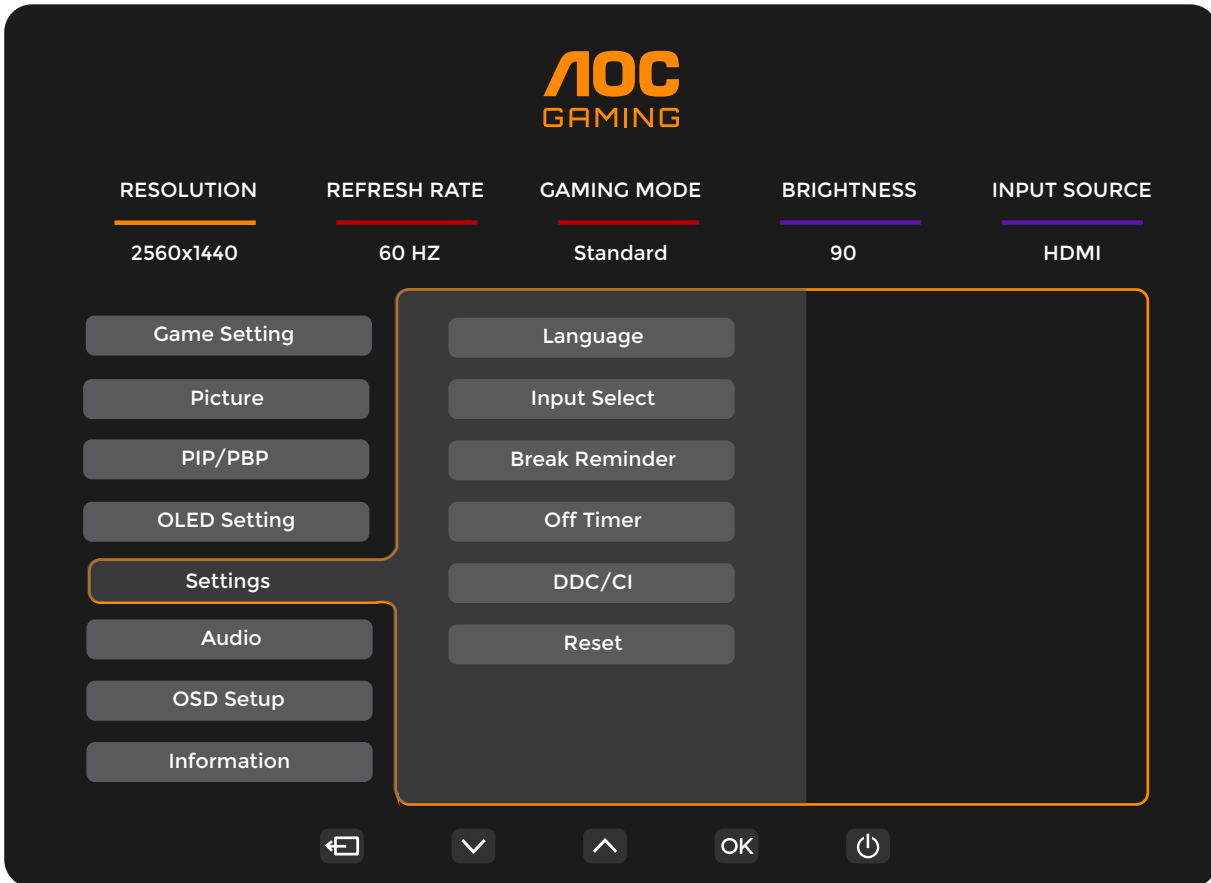 AOC
GAMING
RESOLUTION REFRESH RATE GAMING MODE BRIGHTNESS INPUT SOURCE
2560x1440 60 HZ Standard 90 HDMI
Game Setting
Picture
PIP/PBP
OLED Setting
Settings
Audio
OSD Setup
Information
Language
Input Select
Break Reminder
Off Timer
DDC/CI
Reset
OK